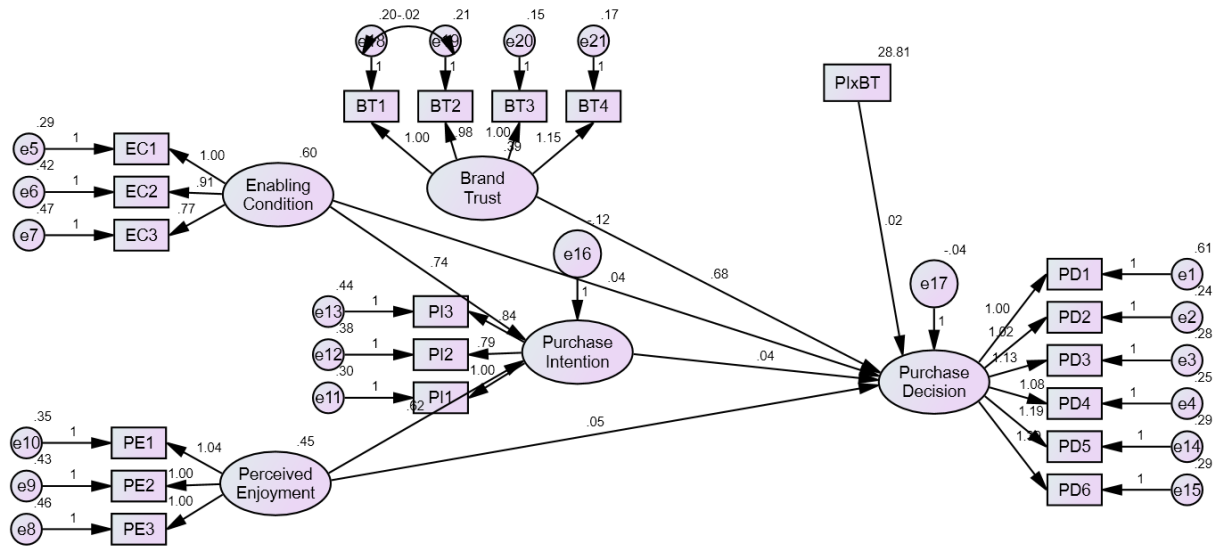 .20 -.02 .21 .15 .17
e18 e19 e20 e21
1 1 1 1
28.81
PIxBT
BT1 BT2 BT3 BT4
1.00 .98 1.00 1.15
.39
Brand
Trust
.29
e5 1 EC1 1.00
.42
e6 1 EC2 .91
.47
e7 1 EC3 .77
.60
Enabling
Condition
-.12
e16
1
.74
.04
.68
.02
-.04
e17
1
.44
e13 1 PI3 .84
.38
e12 1 PI2 .79
.30
e11 1 PI1 1.00
Purchase
Intention
.04
.62
.05
Purchase
Decision
1.00 PD1 1 e1 .61
1.02 PD2 1 e2 .24
1.13 PD3 1 e3 .28
1.08 PD4 1 e4 .25
1.19 PD5 1 e14 .29
PD6 1 e15 .29
.35
e10 1 PE1 1.04
.43
e9 1 PE2 1.00
.46
e8 1 PE3 1.00
.45
Perceived
Enjoyment